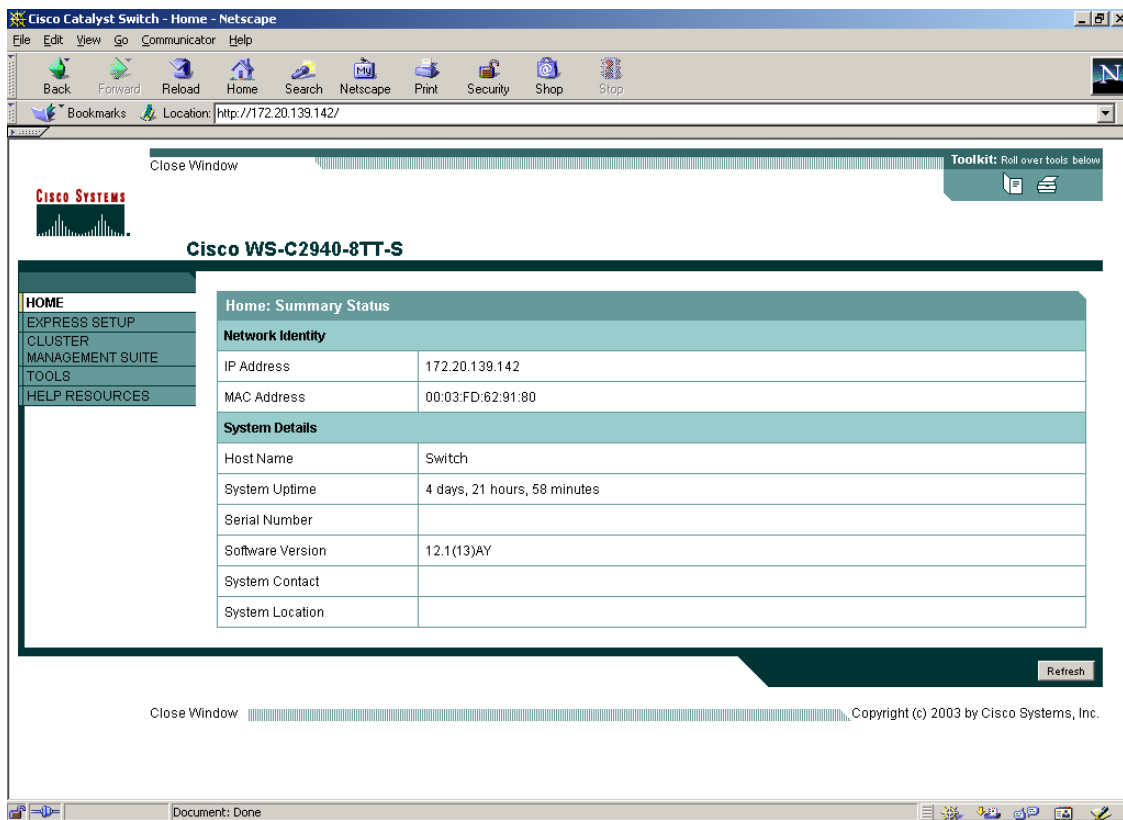 Cisco Catalyst Switch - Home - Netscape
File Edit View Go Communicator Help
Back Forward Reload Home Search Netscape Print Security Shop Stop
My
N
Bookmarks Location: http://172.20.139.142/
Close Window
Toolkit: Roll over tools below
CISCO SYSTEMS
Cisco WS-C2940-8TT-S
HOME
EXPRESS SETUP
CLUSTER
MANAGEMENT SUITE
TOOLS
HELP RESOURCES
Home: Summary Status
Network Identity
IP Address 172.20.139.142
MAC Address 00:03:FD:62:91:80
System Details
Host Name Switch
System Uptime 4 days, 21 hours, 58 minutes
Serial Number
Software Version 12.1(13)AY
System Contact
System Location
Refresh
Close Window
Copyright (c) 2003 by Cisco Systems, Inc.
Document: Done